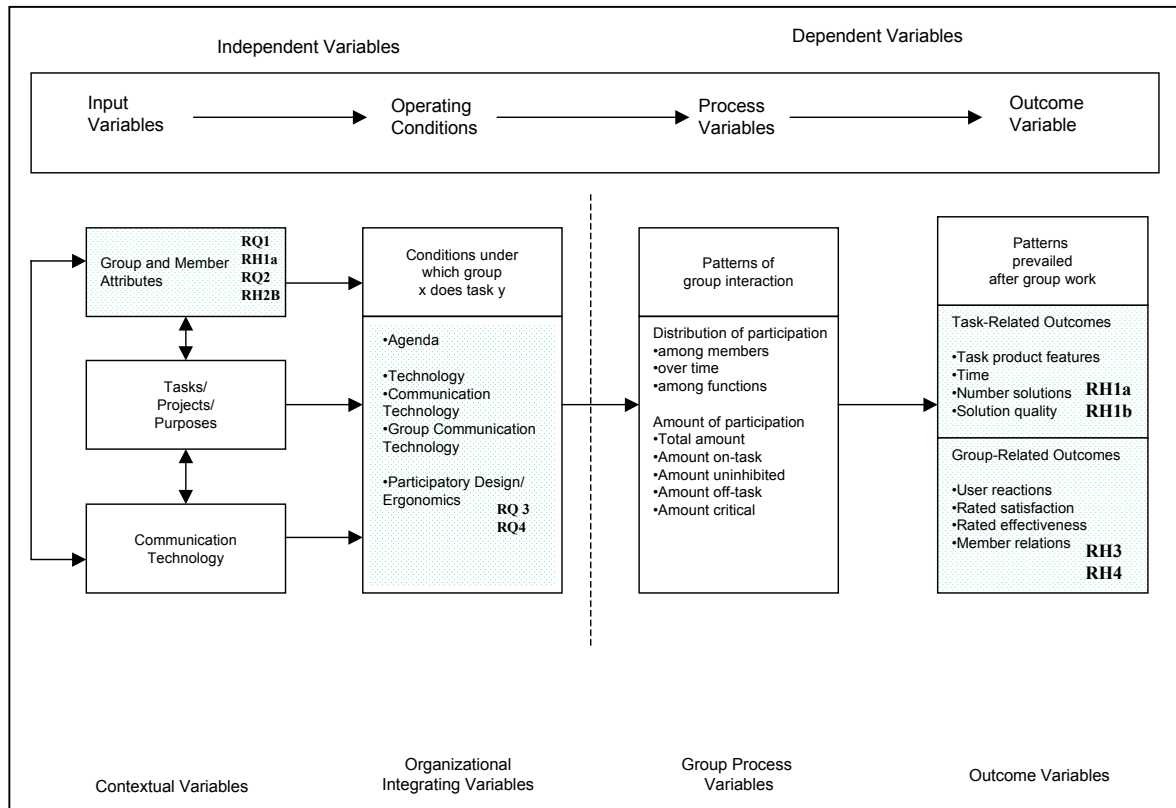 Independent Variables
Dependent Variables
Input
Variables
Operating
Conditions
Process
Variables
Outcome
Variable
Group and Member
Attributes
RQ1
RH1a
RQ2
RH2B
Tasks/
Projects/
Purposes
Communication
Technology
Conditions under
which group
x does task y
•Agenda
•Technology
•Communication
Technology
•Group Communication
Technology
•Participatory Design/
Ergonomics
RQ 3
RQ4
Patterns of
group interaction
Distribution of participation
•among members
•over time
•among functions
Amount of participation
•Total amount
•Amount on-task
•Amount uninhibited
•Amount off-task
•Amount critical
Patterns
prevailed
after group work
Task-Related Outcomes
•Task product features
•Time
•Number solutions
•Solution quality
RH1a
RH1b
Group-Related Outcomes
•User reactions
•Rated satisfaction
•Rated effectiveness
•Member relations
RH3
RH4
Contextual Variables
Organizational
Integrating Variables
Group Process
Variables
Outcome Variables